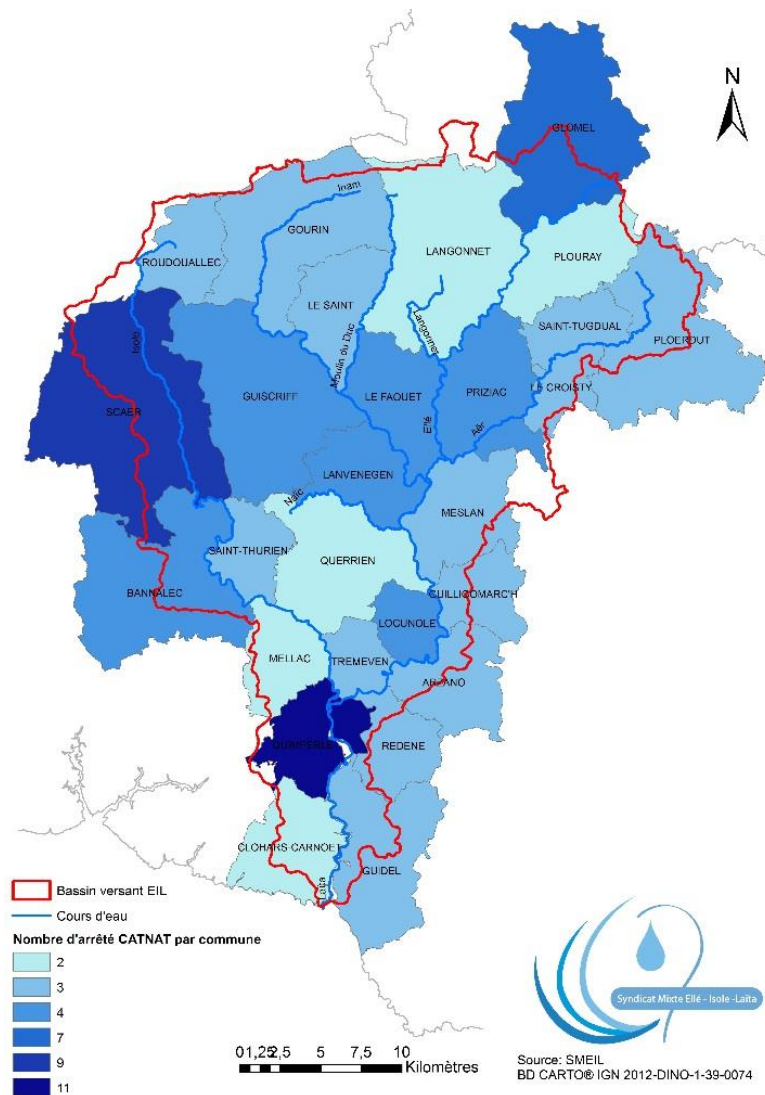 N
GLOMEL
Inam
GOURIN
LANGONNET
ROUDOUALLEC
PLOURAY
LE SAINT
SAINT-TUGDUAL
PLOERDUT
Langonnet
Moulin du Duc
Isole
LE CROISTY
GUISCRIFF
LE FAOUET
PRIZIAC
SCAER
Ellé
Aër
LANVENEGEN
Naïc
MESLAN
SAINT-THURIEN
QUERRIEN
BANNALEC
GUILLIGOMARC'H
LOCUNOLE
MELLAC
TREMEVEN
ARZANO
QUIMPERLE
REDENE
CLOHARS-CARNOET
GUIDEL
Laïta
Bassin versant EIL
Cours d'eau
Nombre d'arrêté CATNAT par commune
2
3
4
7
9
11
0 1,25 2,5 5 7,5 10
Kilomètres
Syndicat Mixte Ellé - Isole -Laïta
Source: SMEIL
BD CARTO® IGN 2012-DINO-1-39-0074